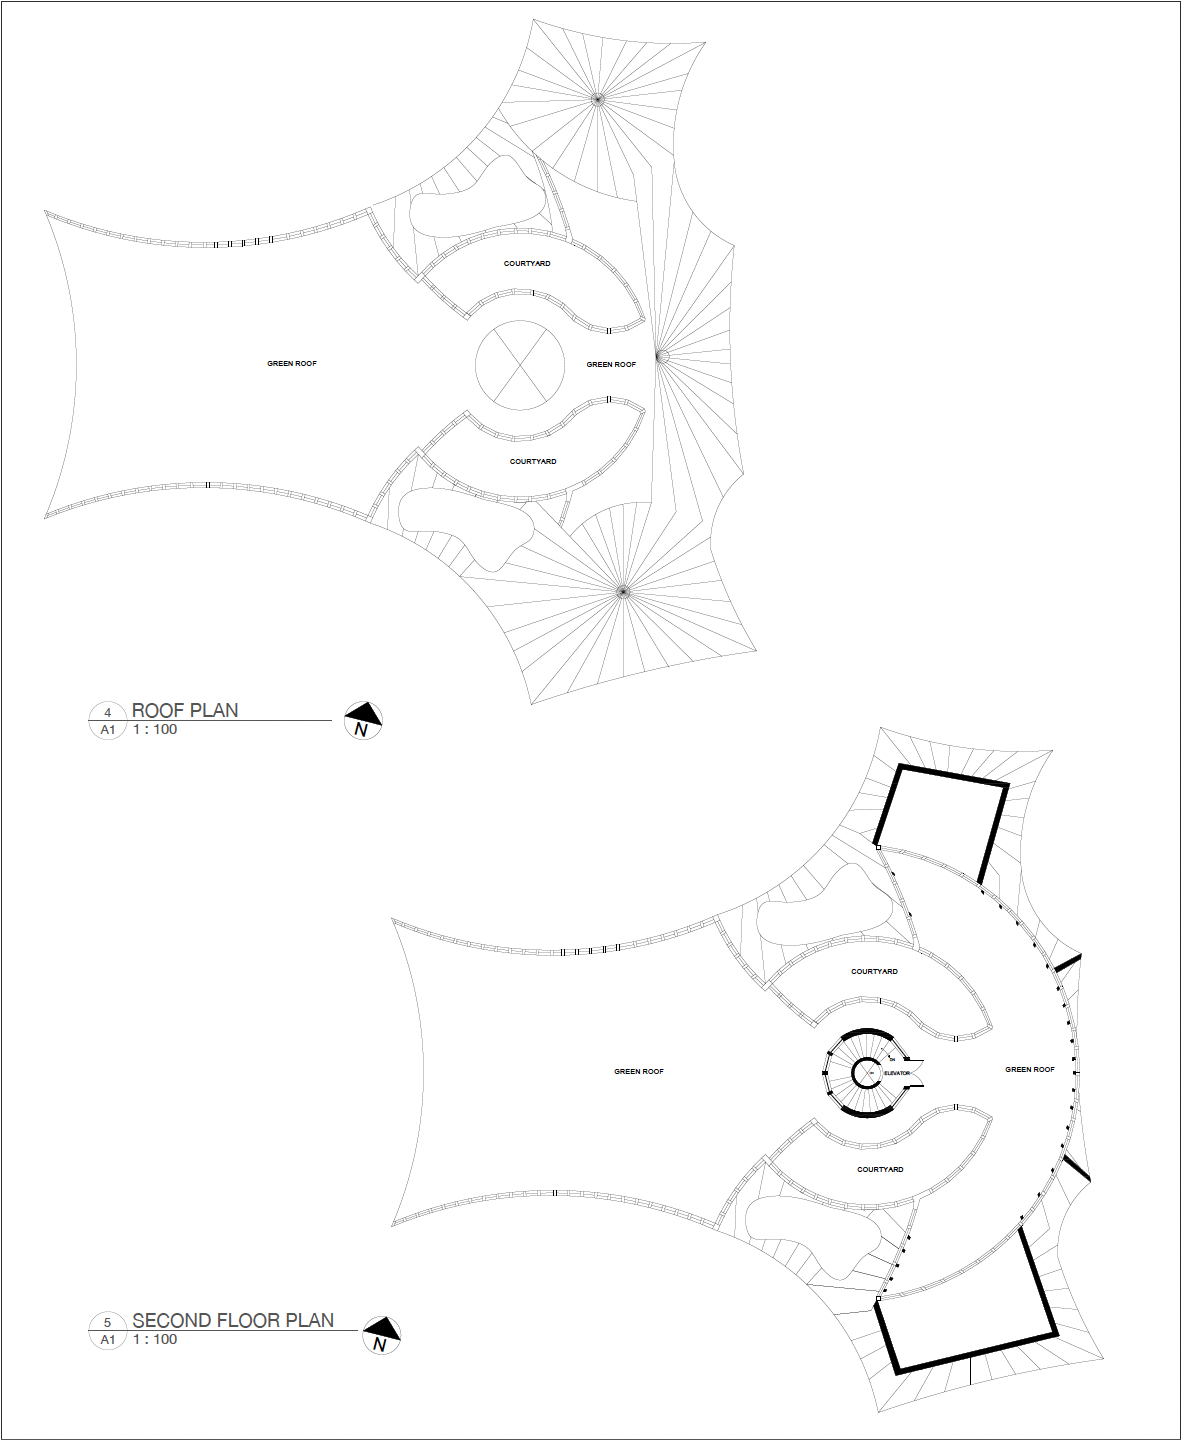 COURTYARD
GREEN ROOF
GREEN ROOF
COURTYARD
4
A1
ROOF PLAN
1 : 100
N
COURTYARD
GREEN ROOF
DN
ELEVATOR
GREEN ROOF
COURTYARD
5
A1
SECOND FLOOR PLAN
1 : 100
N